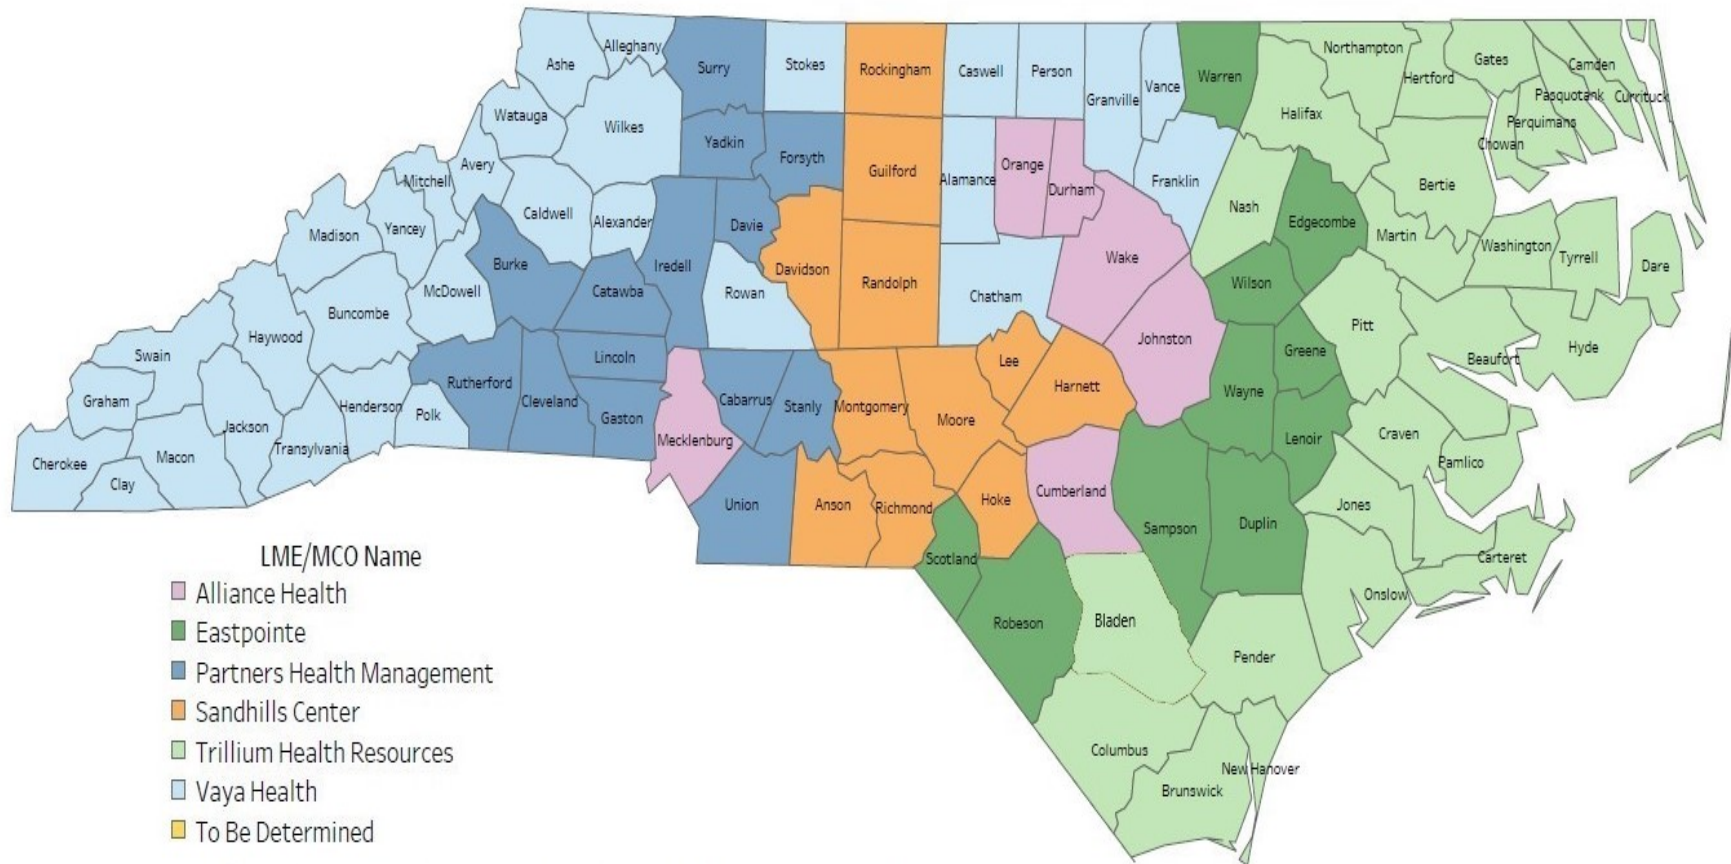 Alleghany
Ashe
Surry
Stokes
Rockingham
Caswell
Person
Granville
Vance
Warren
Northampton
Hertford
Gates
Camden
Pasquotank
Currituck
Perquimans
Chowan
Halifax
Watauga
Wilkes
Yadkin
Forsyth
Guilford
Alamance
Orange
Durham
Franklin
Nash
Edgecombe
Bertie
Martin
Washington
Tyrrell
Dare
Avery
Mitchell
Yancey
Madison
Caldwell
Alexander
Davie
Iredell
Burke
Catawba
Rowan
Davidson
Randolph
Chatham
Wake
Wilson
Johnston
Pitt
Greene
Beaufort
Hyde
McDowell
Buncombe
Haywood
Swain
Graham
Lincoln
Rutherford
Cleveland
Gaston
Cabarrus
Stanly
Montgomery
Moore
Lee
Harnett
Wayne
Lenoir
Craven
Pamlico
Henderson
Polk
Jackson
Transylvania
Macon
Cherokee
Clay
Mecklenburg
Union
Anson
Richmond
Hoke
Cumberland
Sampson
Duplin
Jones
Carteret
Onslow
Scotland
Robeson
Bladen
Pender
Columbus
Brunswick
New Hanover
LME/MCO Name
Alliance Health
Eastpointe
Partners Health Management
Sandhills Center
Trillium Health Resources
Vaya Health
To Be Determined